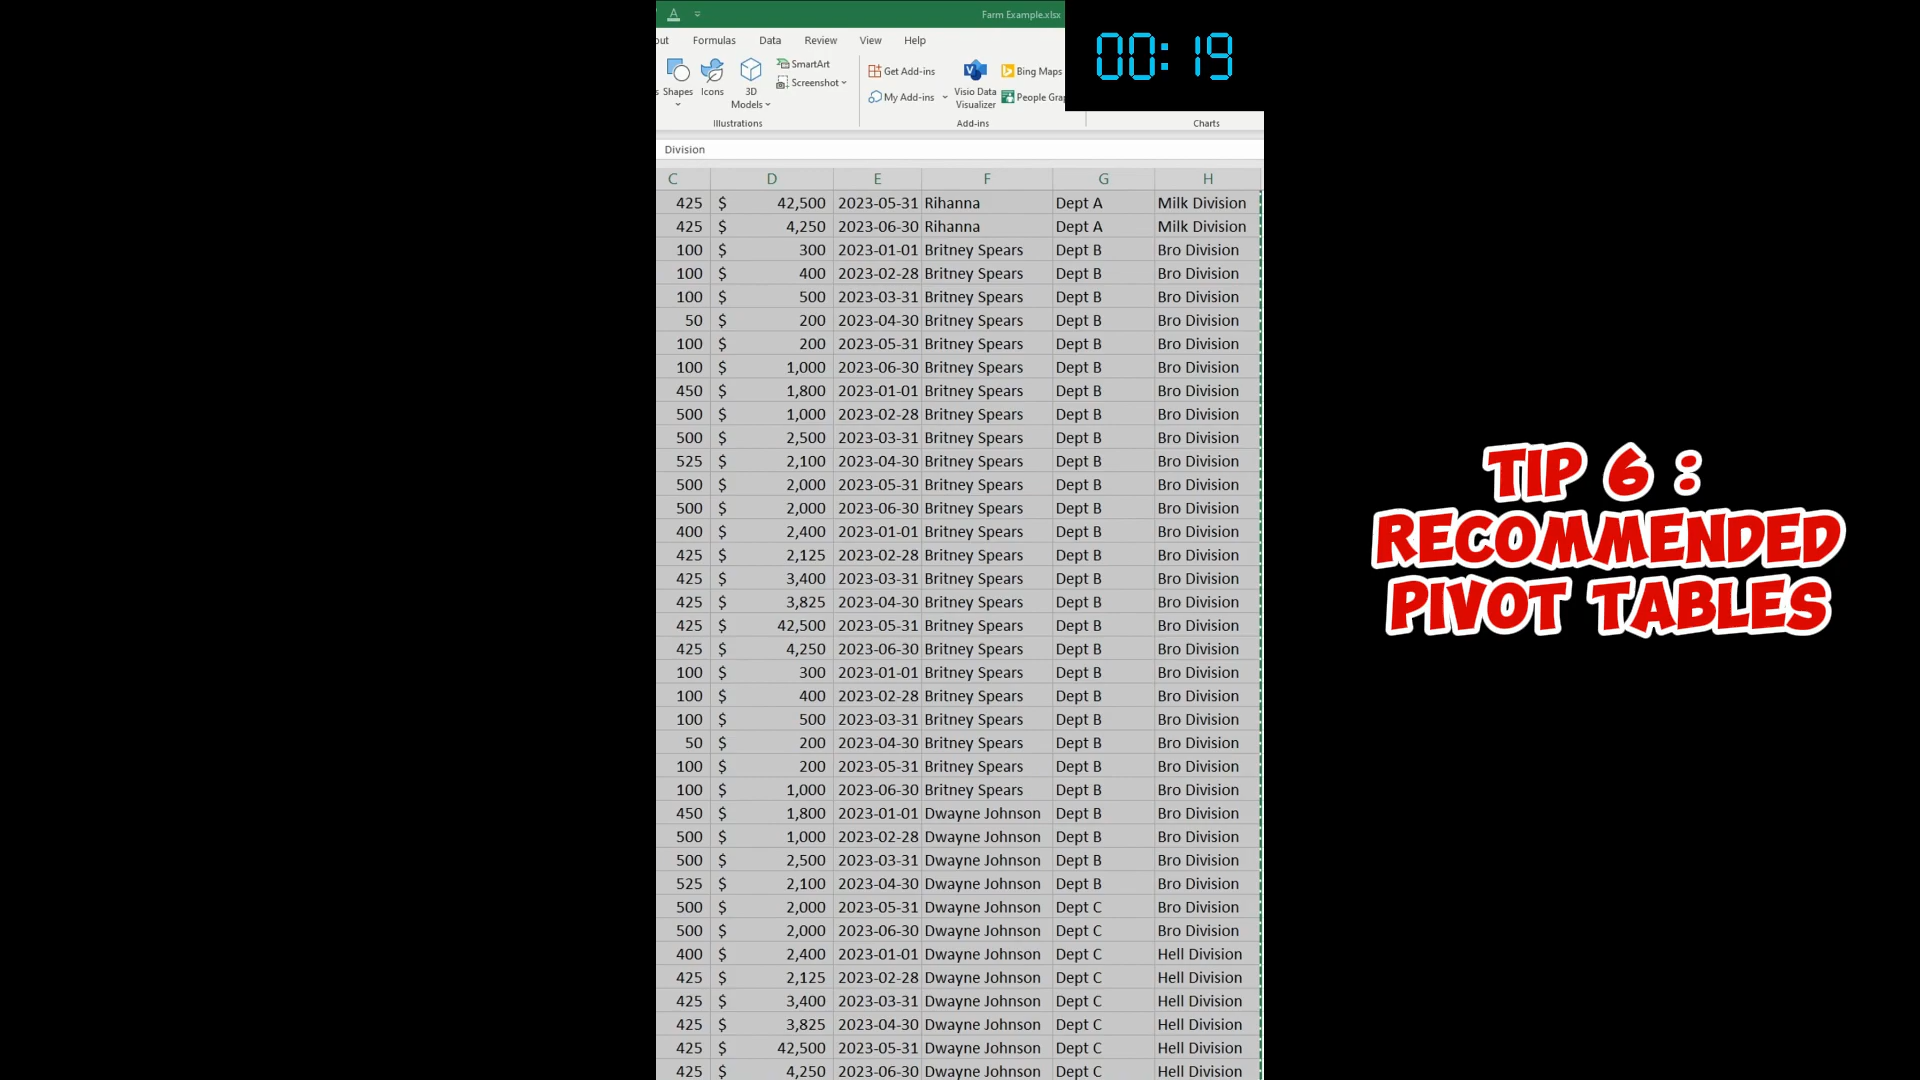 A
Farm Example.xlsx
00:19
out Formulas Data Review View Help
Shapes Icons 3D Models SmartArt Screenshot
Get Add-ins My Add-ins Visio Data Visualizer Bing Maps People Gra
Illustrations Add-ins Charts
Division
C D E F G H
425 $ 42,500 2023-05-31 Rihanna Dept A Milk Division
425 $ 4,250 2023-06-30 Rihanna Dept A Milk Division
100 $ 300 2023-01-01 Britney Spears Dept B Bro Division
100 $ 400 2023-02-28 Britney Spears Dept B Bro Division
100 $ 500 2023-03-31 Britney Spears Dept B Bro Division
50 $ 200 2023-04-30 Britney Spears Dept B Bro Division
100 $ 200 2023-05-31 Britney Spears Dept B Bro Division
100 $ 1,000 2023-06-30 Britney Spears Dept B Bro Division
450 $ 1,800 2023-01-01 Britney Spears Dept B Bro Division
500 $ 1,000 2023-02-28 Britney Spears Dept B Bro Division
500 $ 2,500 2023-03-31 Britney Spears Dept B Bro Division
525 $ 2,100 2023-04-30 Britney Spears Dept B Bro Division
500 $ 2,000 2023-05-31 Britney Spears Dept B Bro Division
500 $ 2,000 2023-06-30 Britney Spears Dept B Bro Division
400 $ 2,400 2023-01-01 Britney Spears Dept B Bro Division
425 $ 2,125 2023-02-28 Britney Spears Dept B Bro Division
425 $ 3,400 2023-03-31 Britney Spears Dept B Bro Division
425 $ 3,825 2023-04-30 Britney Spears Dept B Bro Division
425 $ 42,500 2023-05-31 Britney Spears Dept B Bro Division
425 $ 4,250 2023-06-30 Britney Spears Dept B Bro Division
100 $ 300 2023-01-01 Britney Spears Dept B Bro Division
100 $ 400 2023-02-28 Britney Spears Dept B Bro Division
100 $ 500 2023-03-31 Britney Spears Dept B Bro Division
50 $ 200 2023-04-30 Britney Spears Dept B Bro Division
100 $ 200 2023-05-31 Britney Spears Dept B Bro Division
100 $ 1,000 2023-06-30 Britney Spears Dept B Bro Division
450 $ 1,800 2023-01-01 Dwayne Johnson Dept B Bro Division
500 $ 1,000 2023-02-28 Dwayne Johnson Dept B Bro Division
500 $ 2,500 2023-03-31 Dwayne Johnson Dept B Bro Division
525 $ 2,100 2023-04-30 Dwayne Johnson Dept B Bro Division
500 $ 2,000 2023-05-31 Dwayne Johnson Dept C Bro Division
500 $ 2,000 2023-06-30 Dwayne Johnson Dept C Bro Division
400 $ 2,400 2023-01-01 Dwayne Johnson Dept C Hell Division
425 $ 2,125 2023-02-28 Dwayne Johnson Dept C Hell Division
425 $ 3,400 2023-03-31 Dwayne Johnson Dept C Hell Division
425 $ 3,825 2023-04-30 Dwayne Johnson Dept C Hell Division
425 $ 42,500 2023-05-31 Dwayne Johnson Dept C Hell Division
425 $ 4,250 2023-06-30 Dwayne Johnson Dept C Hell Division
TIP 6 :
RECOMMENDED
PIVOT TABLES